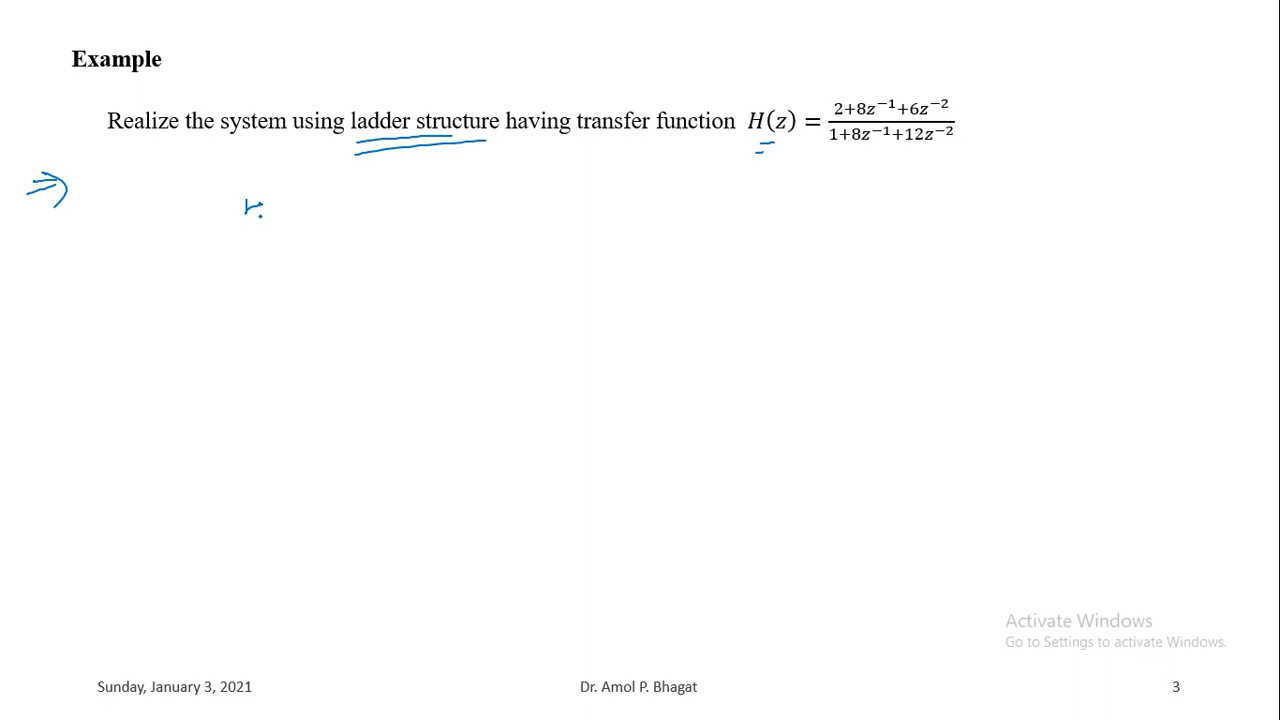 Example
Realize the system using ladder structure having transfer function H(z) = \frac{2+8z^{-1}+6z^{-2}}{1+8z^{-1}+12z^{-2}}
Activate Windows
Go to Settings to activate Windows.
Sunday, January 3, 2021 Dr. Amol P. Bhagat 3